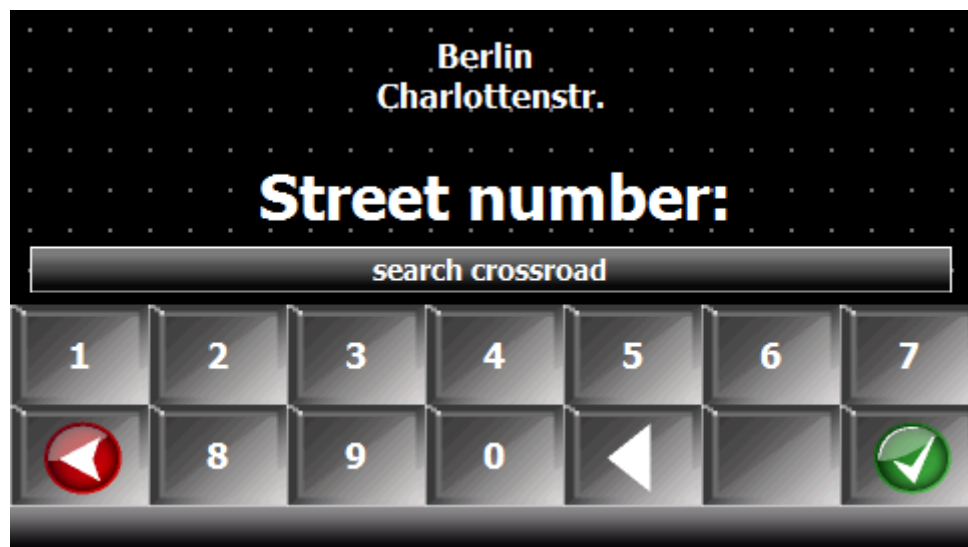 Berlin
Charlottenstr.
Street number:
search crossroad
1 2 3 4 5 6 7
8 9 0